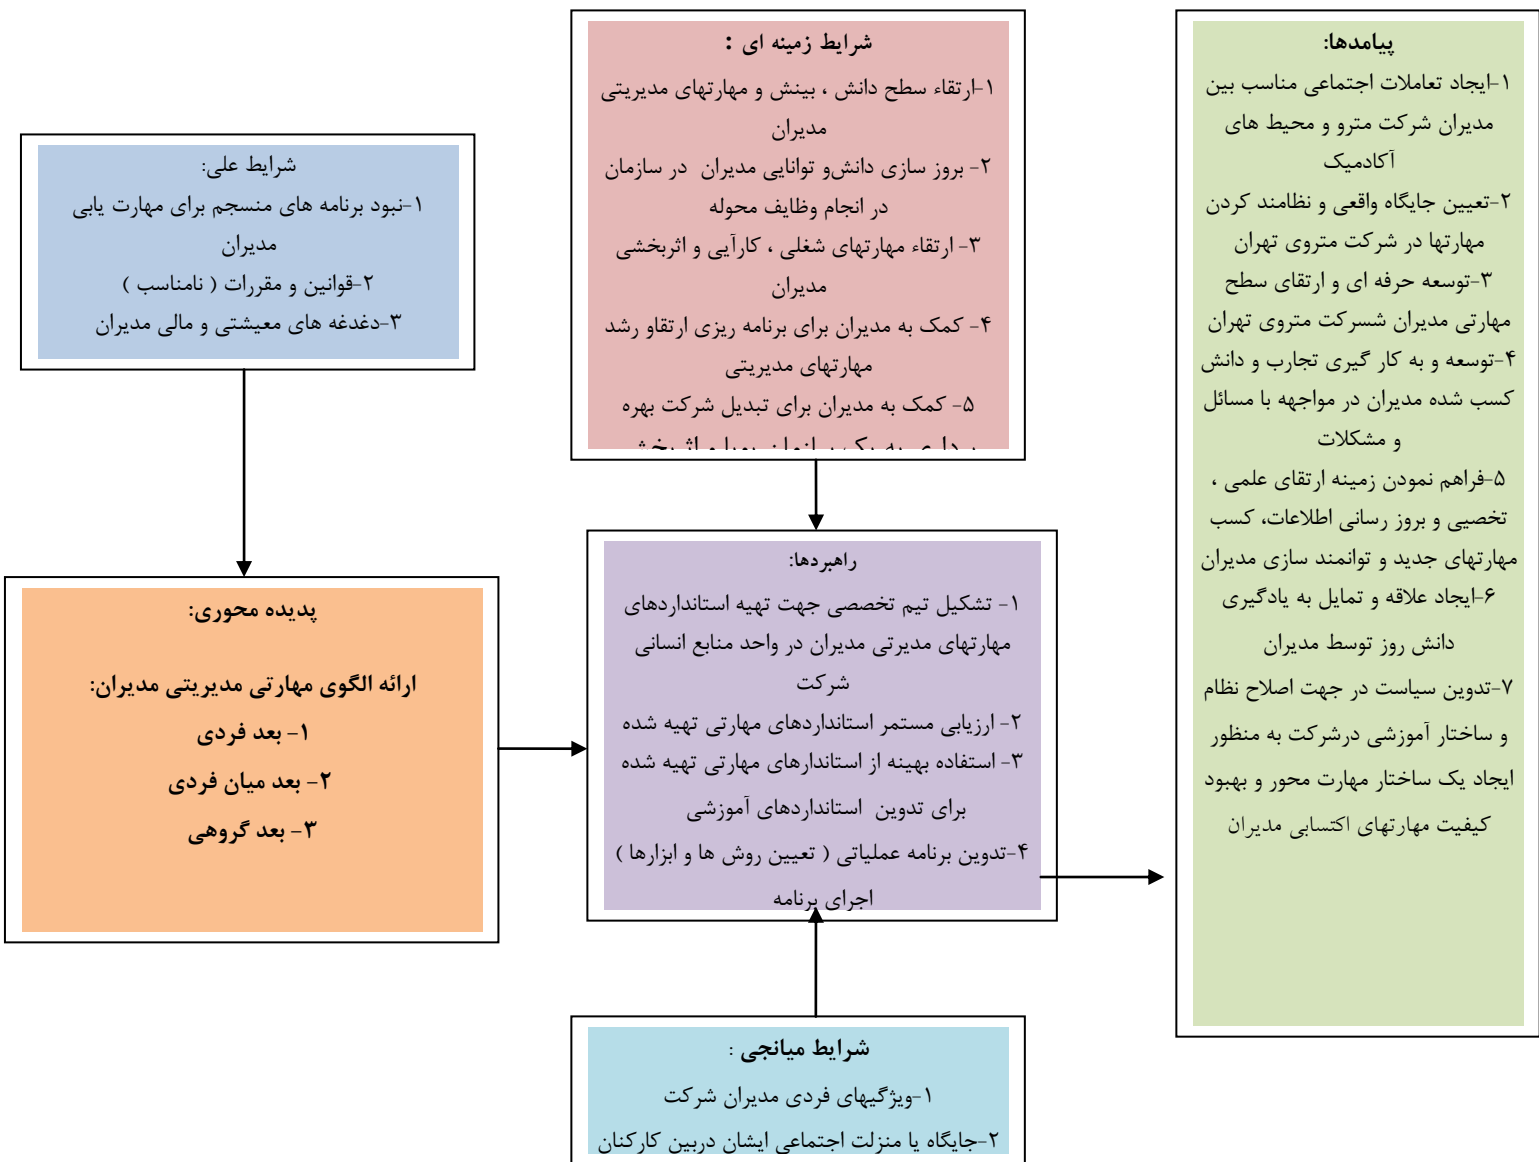 شرایط علی:
۱-نبود برنامه های منسجم برای مهارت یابی
مدیران
۲-قوانین و مقررات ( نامناسب )
۳-دغدغه های معیشتی و مالی مدیران
شرایط زمینه ای :
۱-ارتقاء سطح دانش ، بینش و مهارتهای مدیریتی
مدیران
۲- بروز سازی دانش‌و توانایی مدیران در سازمان
در انجام وظایف محوله
۳- ارتقاء مهارتهای شغلی ، کارآیی و اثربخشی
مدیران
۴- کمک به مدیران برای برنامه ریزی ارتقاو رشد
مهارتهای مدیریتی
۵- کمک به مدیران برای تبدیل شرکت بهره
برداری به یک سازمان پویا و اثربخش
پیامدها:
۱-ایجاد تعاملات اجتماعی مناسب بین
مدیران شرکت مترو و محیط های
آکادمیک
۲-تعیین جایگاه واقعی و نظامند کردن
مهارتها در شرکت متروی تهران
۳-توسعه حرفه ای و ارتقای سطح
مهارتی مدیران شسرکت متروی تهران
۴-توسعه و به کار گیری تجارب و دانش
کسب شده مدیران در مواجهه با مسائل
و مشکلات
۵-فراهم نمودن زمینه ارتقای علمی ،
تخصیی و بروز رسانی اطلاعات، کسب
مهارتهای جدید و توانمند سازی مدیران
۶-ایجاد علاقه و تمایل به یادگیری
دانش روز توسط مدیران
۷-تدوین سیاست در جهت اصلاح نظام
و ساختار آموزشی درشرکت به منظور
ایجاد یک ساختار مهارت محور و بهبود
کیفیت مهارتهای اکتسابی مدیران
پدیده محوری:
ارائه الگوی مهارتی مدیریتی مدیران:
۱- بعد فردی
۲- بعد میان فردی
۳- بعد گروهی
راهبردها:
۱- تشکیل تیم تخصصی جهت تهیه استانداردهای
مهارتهای مدیرتی مدیران در واحد منابع انسانی
شرکت
۲- ارزیابی مستمر استانداردهای مهارتی تهیه شده
۳- استفاده بهینه از استاندارهای مهارتی تهیه شده
برای تدوین استانداردهای آموزشی
۴-تدوین برنامه عملیاتی ( تعیین روش ها و ابزارها )
اجرای برنامه
شرایط میانجی :
۱-ویژگیهای فردی مدیران شرکت
۲-جایگاه یا منزلت اجتماعی ایشان دربین کارکنان